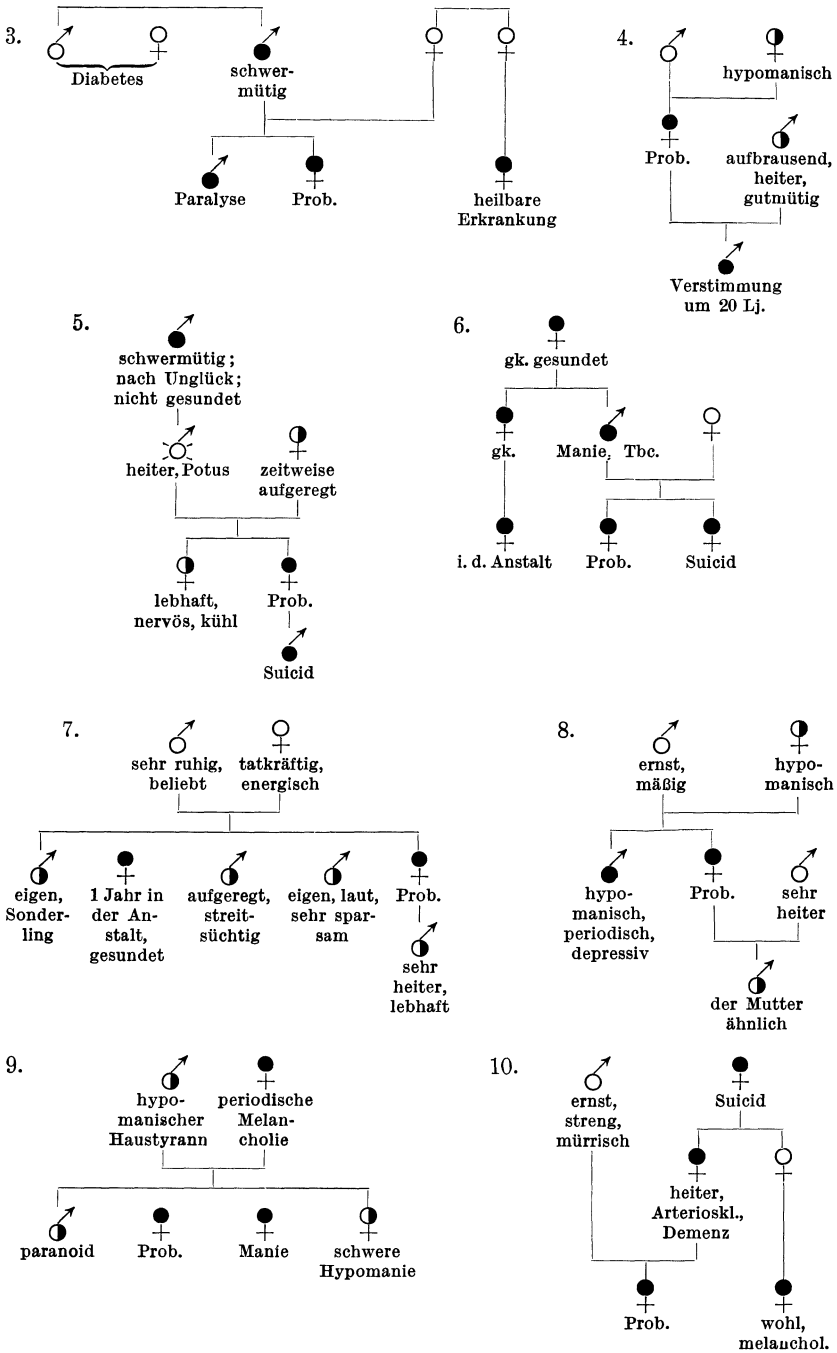 3.
Diabetes
schwer-
mütig
Paralyse
Prob.
heilbare
Erkrankung
4.
hypomanisch
Prob.
aufbrausend,
heiter,
gutmütig
Verstimmung
um 20 Lj.
5.
schwermütig;
nach Unglück;
nicht gesundet
heiter, Potus
zeitweise
aufgeregt
lebhaft,
nervös, kühl
Prob.
Suicid
6.
gk. gesundet
gk.
Manie, Tbc.
i. d. Anstalt
Prob.
Suicid
7.
sehr ruhig,
beliebt
tatkräftig,
energisch
eigen,
Sonder-
ling
1 Jahr in
der An-
stalt,
gesundet
aufgeregt,
streit-
süchtig
eigen, laut,
sehr spar-
sam
Prob.
sehr
heiter,
lebhaft
8.
ernst,
mäßig
hypo-
manisch
hypo-
manisch,
periodisch,
depressiv
Prob.
sehr
heiter
der Mutter
ähnlich
9.
hypo-
manischer
Haustyrann
periodische
Melan-
cholie
paranoid
Prob.
Manie
schwere
Hypomanie
10.
ernst,
streng,
mürrisch
Suicid
heiter,
Arterioskl.,
Demenz
Prob.
wohl,
melanchol.